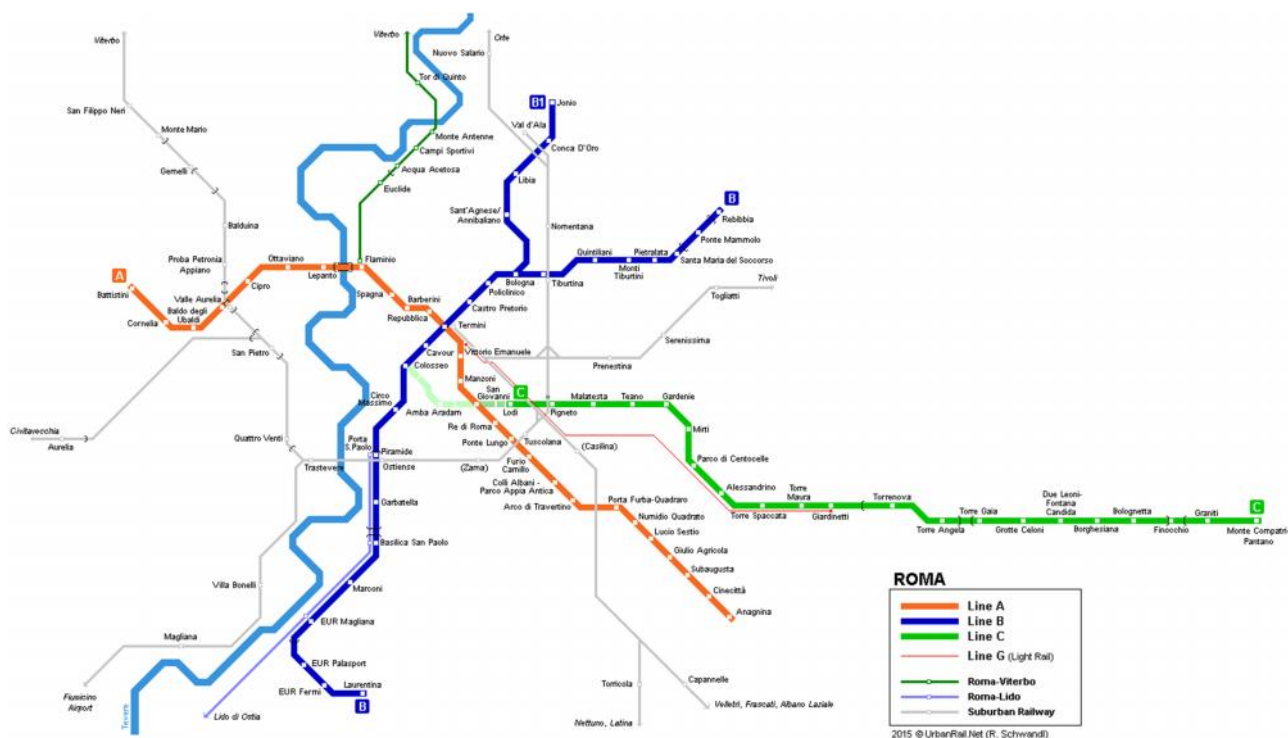 Viterbo
Viterbo
Orte
Nuovo Salario
Tor di Quinto
San Filippo Neri
B1
Jonio
Monte Mario
Val d'Ala
Monte Antenne
Conca D'Oro
Campi Sportivi
Gemelli
Acqua Acetosa
Libia
Euclide
B
Sant'Agnese/
Annibaliano
Rebibbia
Balduina
Nomentana
Ponte Mammolo
Quintiliani
Pietralata
Santa Maria del Soccorso
Proba Petronia
Appiano
Ottaviano
Flaminio
Lepanto
Monti
Tiburtini
A
Cipro
Bologna
Tiburtina
Tivoli
Battistini
Policlinico
Spagna
Barberini
Togliatti
Valle Aurelia
Castro Pretorio
Baldo degli
Ubaldi
Repubblica
Cornelia
Termini
Serenissima
San Pietro
Cavour
Vittorio Emanuele
Colosseo
Prenestina
Manzoni
San
Giovanni
C
Circo
Massimo
Malatesta
Teano
Gardenie
Amba Aradam
Lodi
Pigneto
Re di Roma
Mirti
Civitavecchia
Aurelia
Quattro Venti
Porta
S.Paolo
Ponte Lungo
Tuscolana
(Casilina)
Piramide
Trastevere
Ostiense
(Zama)
Furio
Camillo
Parco di Centocelle
Colli Albani -
Parco Appia Antica
Alessandrino
Torre
Maura
Due Leoni-
Fontana
Candida
Garbatella
Arco di Travertino
Porta Furba-Quadraro
Torrenova
Torre
Gaia
Bolognetta
Graniti
C
Torre Spaccata
Giardinetti
Numidio Quadrato
Torre Angela
Grotte Celoni
Borghesiana
Finocchio
Monte Compatri-
Pantano
Lucio Sestio
Basilica San Paolo
Giulio Agricola
Subaugusta
Villa Bonelli
Marconi
Cinecittà
Anagnina
EUR Magliana
Magliana
EUR Palasport
EUR Fermi
Laurentina
B
Torricola
Capannelle
Fiumicino
Airport
Tevere
Lido di Ostia
Nettuno, Latina
Velletri, Frascati, Albano Laziale
ROMA
Line A
Line B
Line C
Line G (Light Rail)
Roma-Viterbo
Roma-Lido
Suburban Railway
2015 © UrbanRail.Net (R. Schwandl)